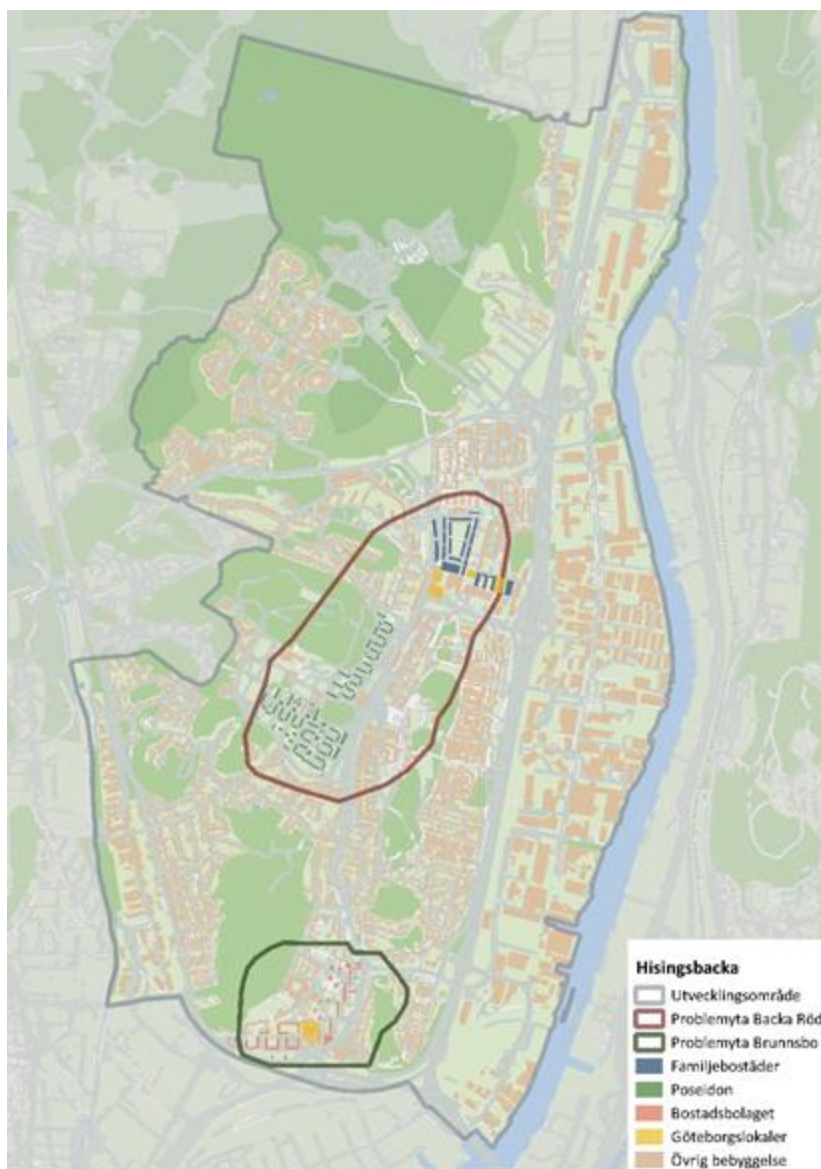 Hisingsbacka
Utvecklingsområde
Problemyta Backa Röd
Problemyta Brunnsbo
Familjebostäder
Poseidon
Bostadsbolaget
Göteborgslokaler
Övrig bebyggelse